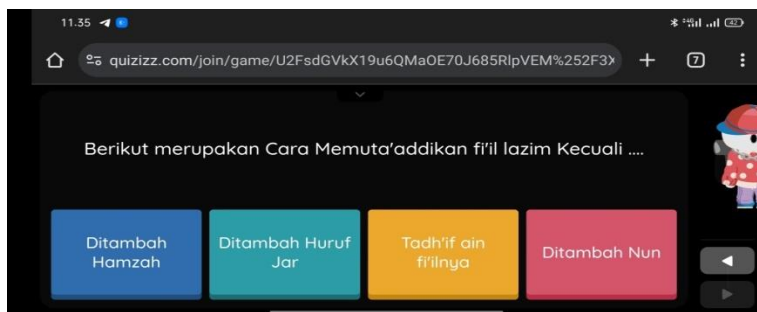 11.35
42
quizizz.com/join/game/U2FsdGVkX19u6QMaOE70J685RlpVEM%252F3X
7
Berikut merupakan Cara Memuta'addikan fi'il lazim Kecuali ....
Ditambah
Hamzah
Ditambah Huruf
Jar
Tadh'if ain
fi'ilnya
Ditambah Nun